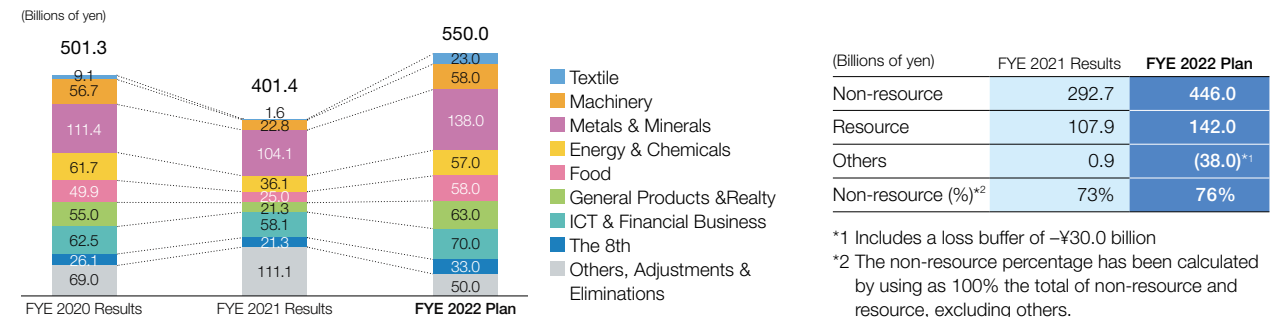 (Billions of yen)
501.3
9.1
56.7
111.4
61.7
49.9
55.0
62.5
26.1
69.0
FYE 2020 Results
401.4
1.6
22.8
104.1
36.1
25.0
21.3
58.1
21.3
111.1
FYE 2021 Results
550.0
23.0
58.0
138.0
57.0
58.0
63.0
70.0
33.0
50.0
FYE 2022 Plan
Textile
Machinery
Metals & Minerals
Energy & Chemicals
Food
General Products &Realty
ICT & Financial Business
The 8th
Others, Adjustments &
Eliminations
(Billions of yen) FYE 2021 Results FYE 2022 Plan
Non-resource 292.7 446.0
Resource 107.9 142.0
Others 0.9 (38.0)*1
Non-resource (%)*2 73% 76%
*1 Includes a loss buffer of –¥30.0 billion
*2 The non-resource percentage has been calculated
by using as 100% the total of non-resource and
resource, excluding others.